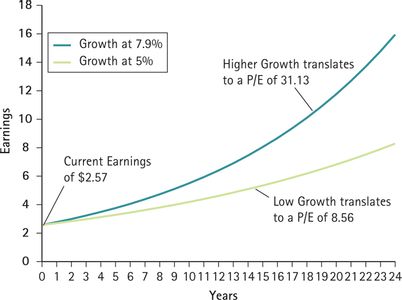 18
16
14
12
10
8
6
4
2
0
Earnings
Growth at 7.9%
Growth at 5%
Higher Growth translates
to a P/E of 31.13
Current Earnings
of $2.57
Low Growth translates
to a P/E of 8.56
0 1 2 3 4 5 6 7 8 9 10 11 12 13 14 15 16 17 18 19 20 21 22 23 24
Years